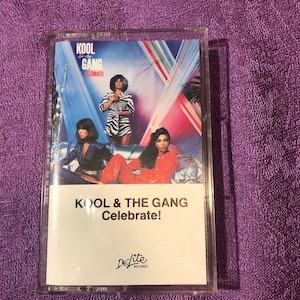 KOOL
& THE
GANG
CELEBRATE!
KOOL & THE GANG
Celebrate!
De-Lite
RECORDS